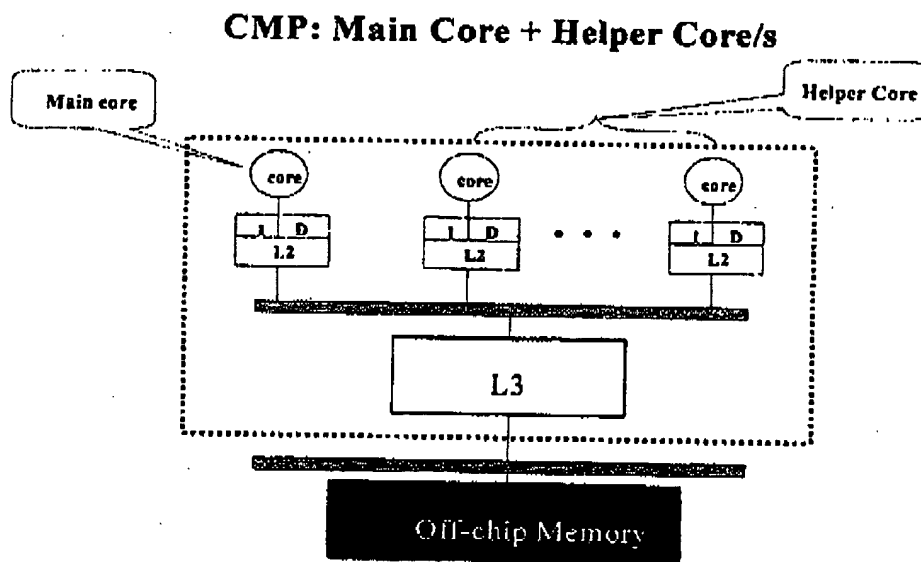 CMP: Main Core + Helper Core/s
Main core
Helper Core
core
core
core
I D
I D
I D
L2
L2
L2
L3
Off-chip Memory